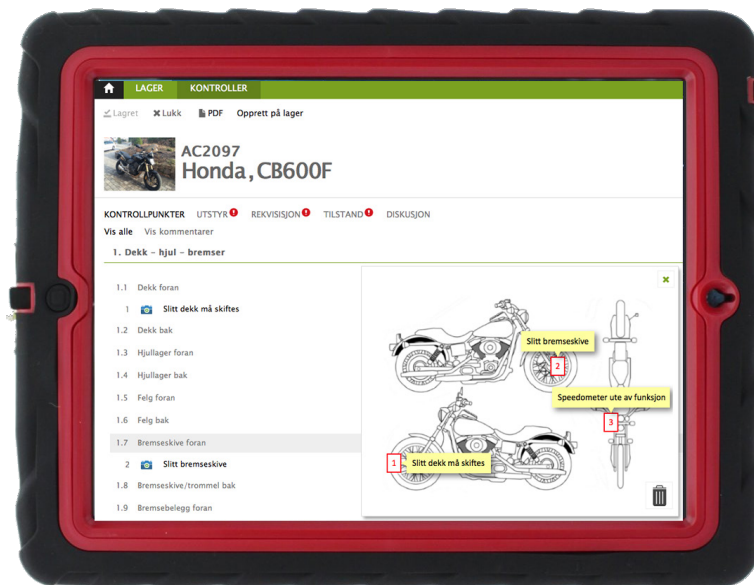 LAGER KONTROLLER
Lagret Lukk PDF Opprett på lager
AC2097
Honda, CB600F
KONTROLLPUNKTER UTSTYR REKVISISJON TILSTAND DISKUSJON
Vis alle Vis kommentarer
1. Dekk - hjul - bremser
1.1 Dekk foran
1 Slitt dekk må skiftes
1.2 Dekk bak
1.3 Hjullager foran
1.4 Hjullager bak
1.5 Felg foran
1.6 Felg bak
1.7 Bremseskive foran
2 Slitt bremseskive
1.8 Bremseskive/trommel bak
1.9 Bremsebelegg foran
Slitt bremseskive
2
Speedometer ute av funksjon
3
1 Slitt dekk må skiftes